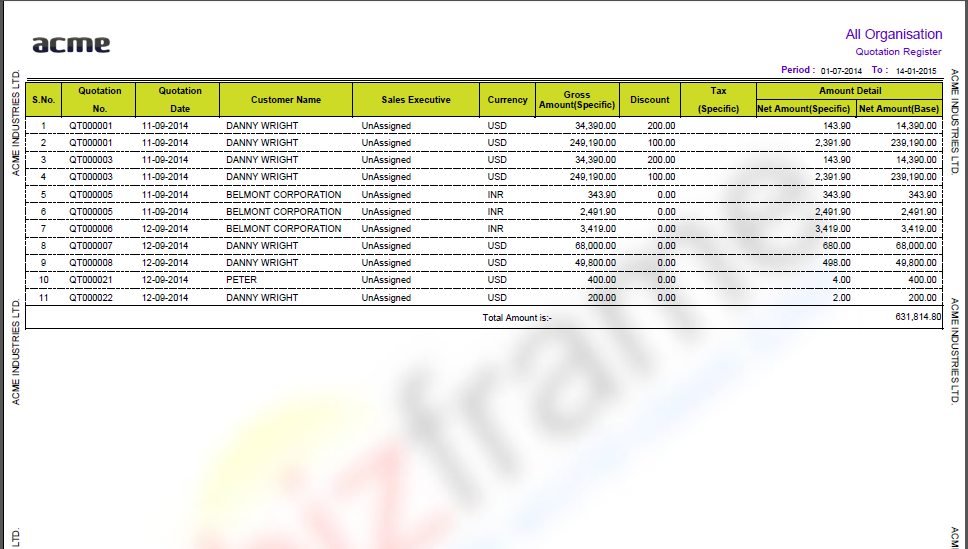 acme
All Organisation
Quotation Register
Period : 01-07-2014 To : 14-01-2015
S.No. Quotation No. Quotation Date Customer Name Sales Executive Currency Gross Amount(Specific) Discount Tax (Specific) Amount Detail Net Amount(Specific) Net Amount(Base)
1 QT000001 11-09-2014 DANNY WRIGHT UnAssigned USD 34,390.00 200.00 143.90 14,390.00
2 QT000001 11-09-2014 DANNY WRIGHT UnAssigned USD 249,190.00 100.00 2,391.90 239,190.00
3 QT000003 11-09-2014 DANNY WRIGHT UnAssigned USD 34,390.00 200.00 143.90 14,390.00
4 QT000003 11-09-2014 DANNY WRIGHT UnAssigned USD 249,190.00 100.00 2,391.90 239,190.00
5 QT000005 11-09-2014 BELMONT CORPORATION UnAssigned INR 343.90 0.00 343.90 343.90
6 QT000005 11-09-2014 BELMONT CORPORATION UnAssigned INR 2,491.90 0.00 2,491.90 2,491.90
7 QT000006 12-09-2014 BELMONT CORPORATION UnAssigned INR 3,419.00 0.00 3,419.00 3,419.00
8 QT000007 12-09-2014 DANNY WRIGHT UnAssigned USD 68,000.00 0.00 680.00 68,000.00
9 QT000008 12-09-2014 DANNY WRIGHT UnAssigned USD 49,800.00 0.00 498.00 49,800.00
10 QT000021 12-09-2014 PETER UnAssigned USD 400.00 0.00 4.00 400.00
11 QT000022 12-09-2014 DANNY WRIGHT UnAssigned USD 200.00 0.00 2.00 200.00
Total Amount is:- 631,814.80
ACME INDUSTRIES LTD.
ACME INDUSTRIES LTD.
LTD.
ACME INDUSTRIES LTD.
ACME INDUSTRIES LTD.
ACM
izframe